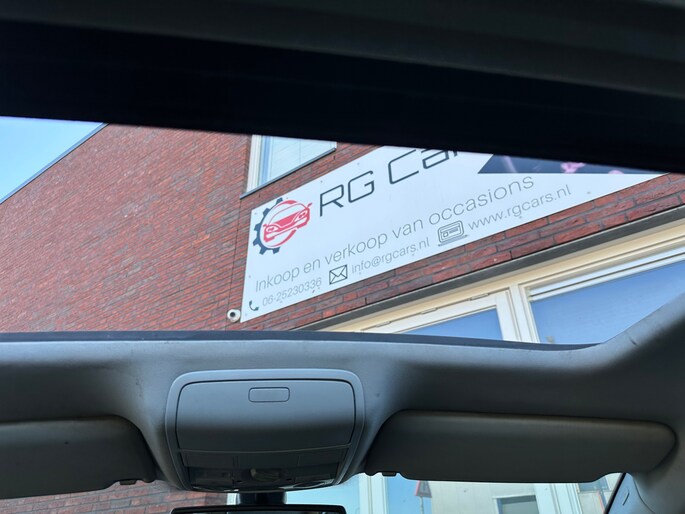 RG Ca
Inkoop en verkoop van occasions
06-25230336 info@rgcars.nl www.rgcars.nl